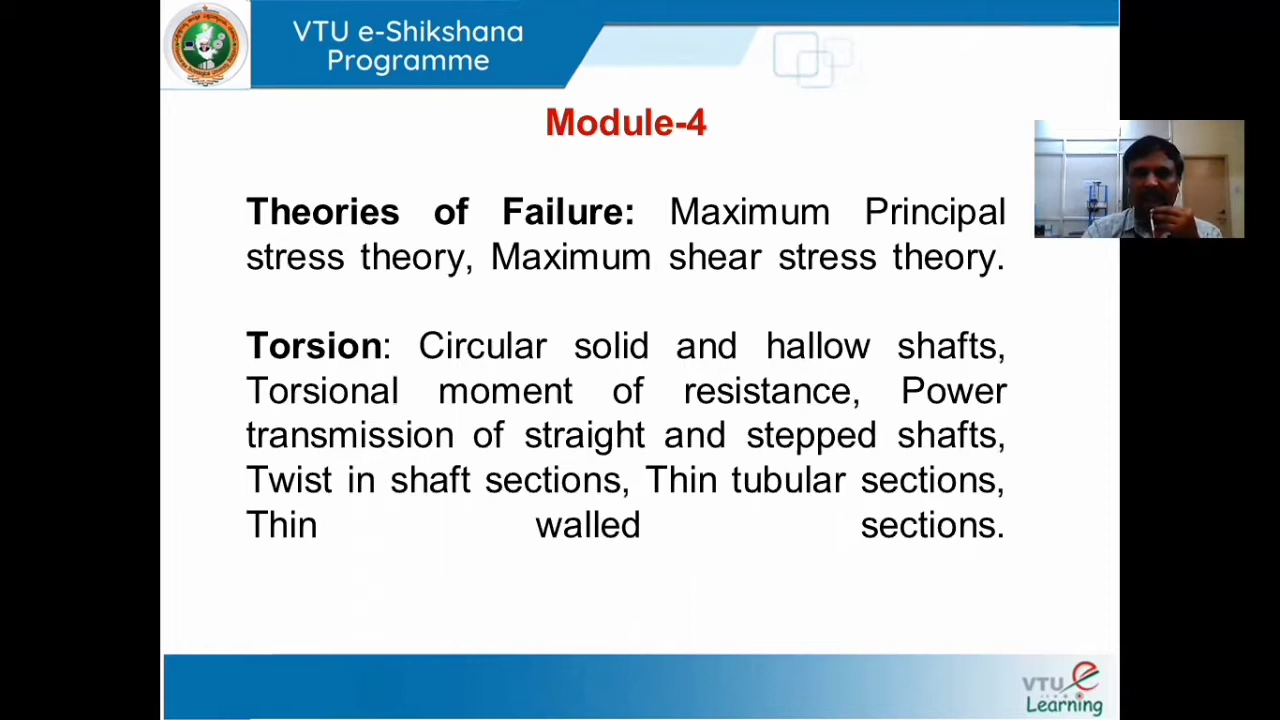 VTU e-Shikshana
Programme
Module-4
Theories of Failure: Maximum Principal
stress theory, Maximum shear stress theory.
Torsion: Circular solid and hallow shafts,
Torsional moment of resistance, Power
transmission of straight and stepped shafts,
Twist in shaft sections, Thin tubular sections,
Thin walled sections.
VTU e
Learning